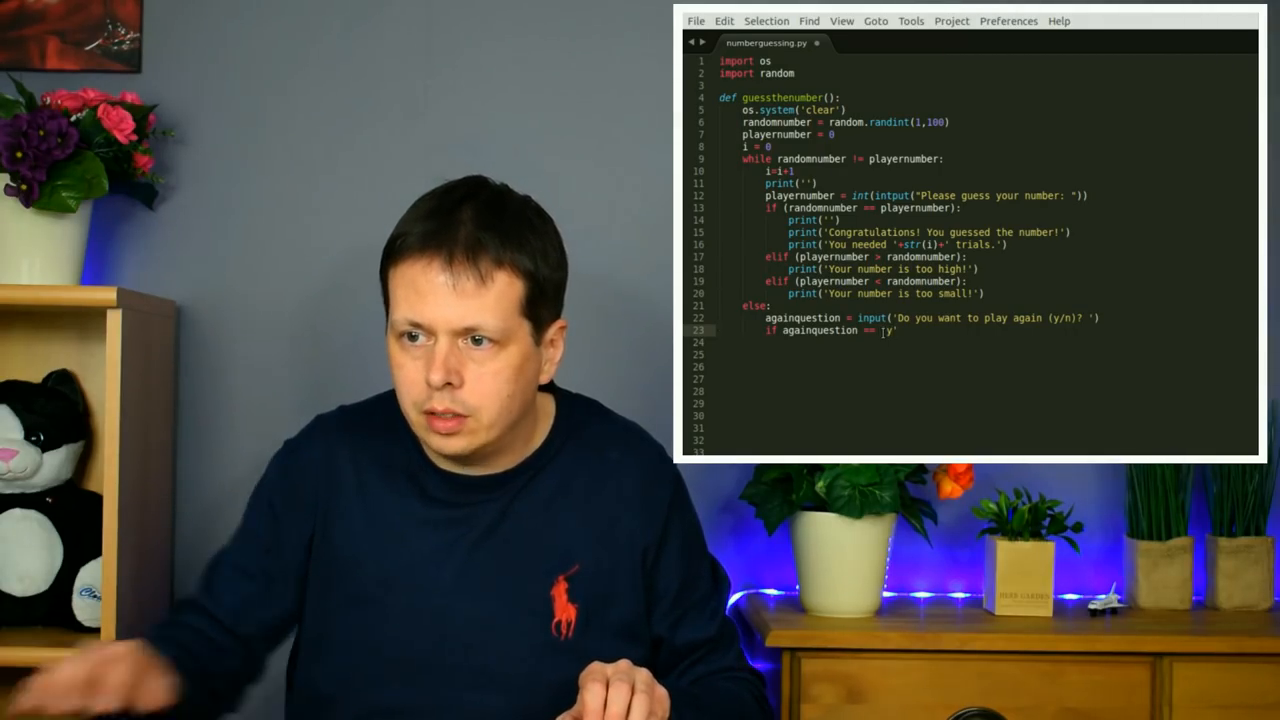 File Edit Selection Find View Goto Tools Project Preferences Help
numberguessing.py
1 import os
2 import random
3
4 def guessthenumber():
5 os.system('clear')
6 randomnumber = random.randint(1,100)
7 playernumber = 0
8 i = 0
9 while randomnumber != playernumber:
10 i=i+1
11 print('')
12 playernumber = int(intput("Please guess your number: "))
13 if (randomnumber == playernumber):
14 print('')
15 print('Congratulations! You guessed the number!')
16 print('You needed '+str(i)+' trials.')
17 elif (playernumber > randomnumber):
18 print('Your number is too high!')
19 elif (playernumber < randomnumber):
20 print('Your number is too small!')
21 else:
22 againquestion = input('Do you want to play again (y/n)? ')
23 if againquestion == 'y'
24
25
26
27
28
29
30
31
32
33
HERB GARDEN